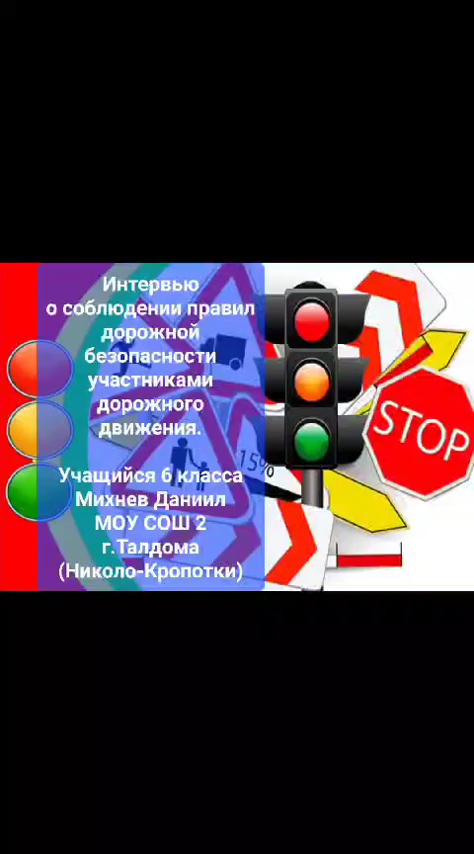 Интервью
о соблюдении правил
дорожной
безопасности
участниками
дорожного
движения.
Учащийся 6 класса
Михнев Даниил
МОУ СОШ 2
г.Талдома
(Николо-Кропотки)
15%
STOP